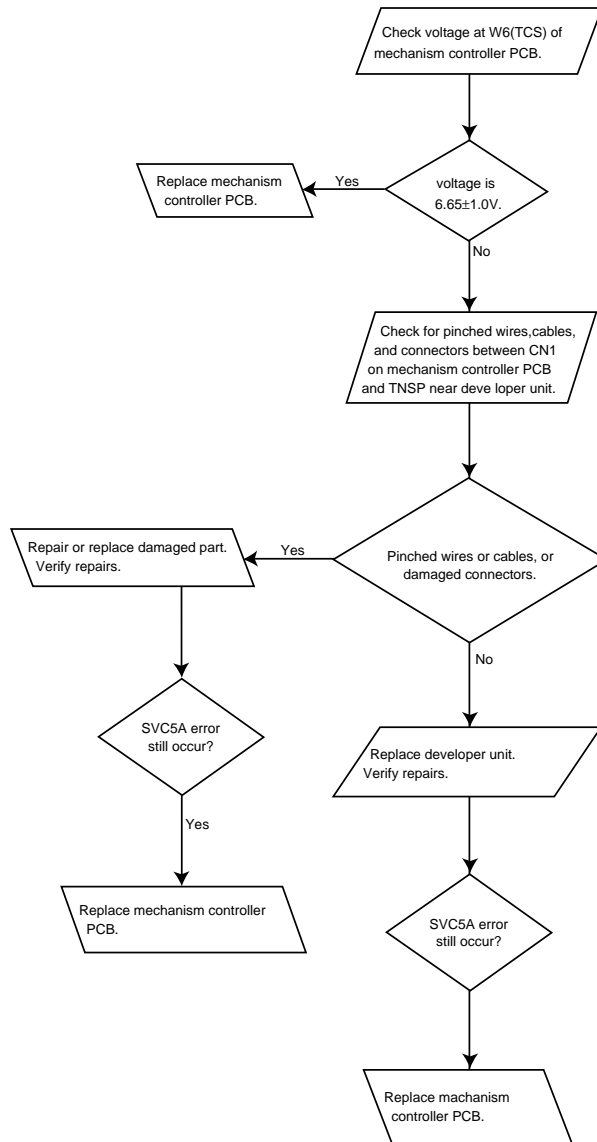 Check voltage at W6(TCS) of
mechanism controller PCB.
Replace mechanism
controller PCB.
Yes
voltage is
6.65±1.0V.
No
Check for pinched wires,cables,
and connectors between CN1
on mechanism controller PCB
and TNSP near deve loper unit.
Repair or replace damaged part.
Verify repairs.
Yes
Pinched wires or cables, or
damaged connectors.
No
SVC5A error
still occur?
Replace developer unit.
Verify repairs.
Yes
Replace mechanism controller
PCB.
SVC5A error
still occur?
Replace machanism
controller PCB.